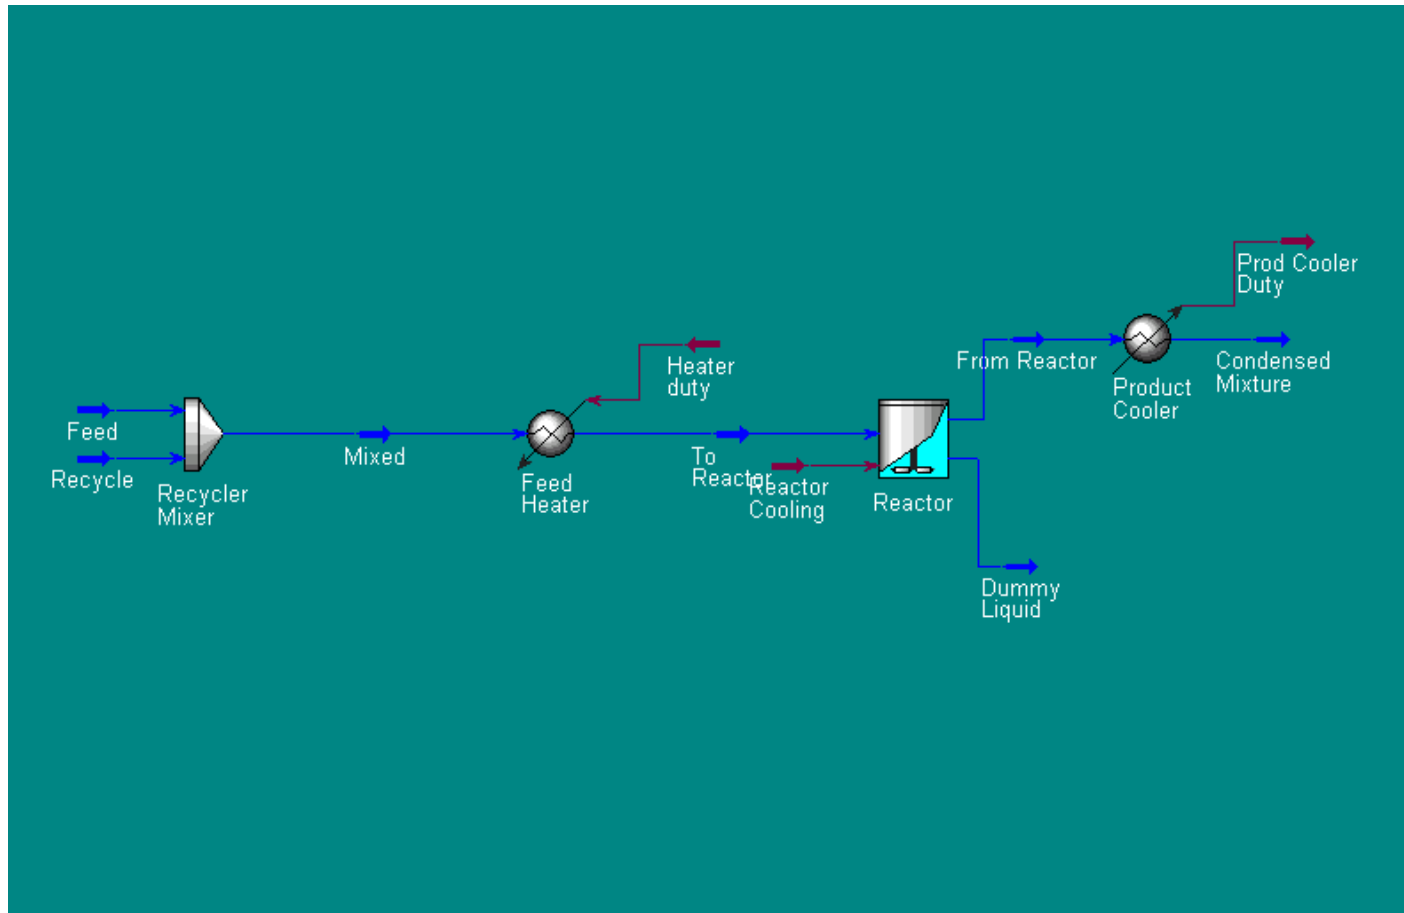 Feed
Recycle
Recycler
Mixer
Mixed
Feed
Heater
Heater
duty
To
Reactor
Reactor
Cooling
Reactor
From Reactor
Dummy
Liquid
Product
Cooler
Prod Cooler
Duty
Condensed
Mixture